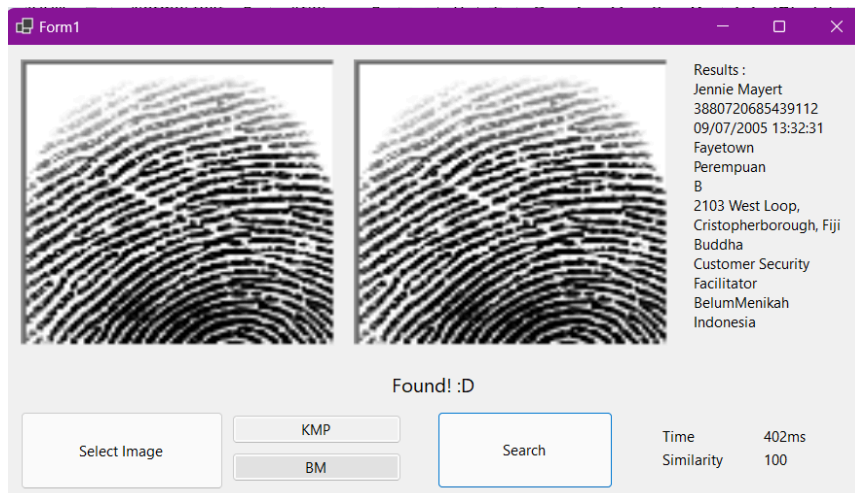 Form1
Results :
Jennie Mayert
3880720685439112
09/07/2005 13:32:31
Fayetown
Perempuan
B
2103 West Loop,
Cristopherborough, Fiji
Buddha
Customer Security
Facilitator
BelumMenikah
Indonesia
Found! :D
Select Image
KMP
BM
Search
Time 402ms
Similarity 100